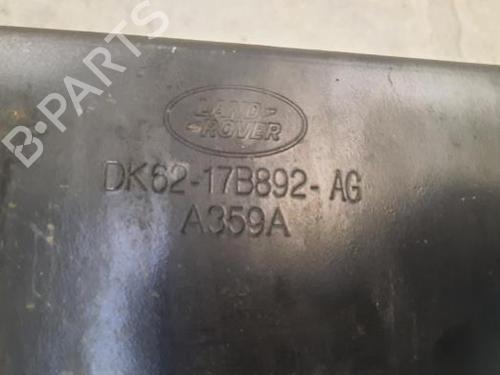 B-PARTS
LAND-
-ROVER
DK62-17B892-AG
A359A